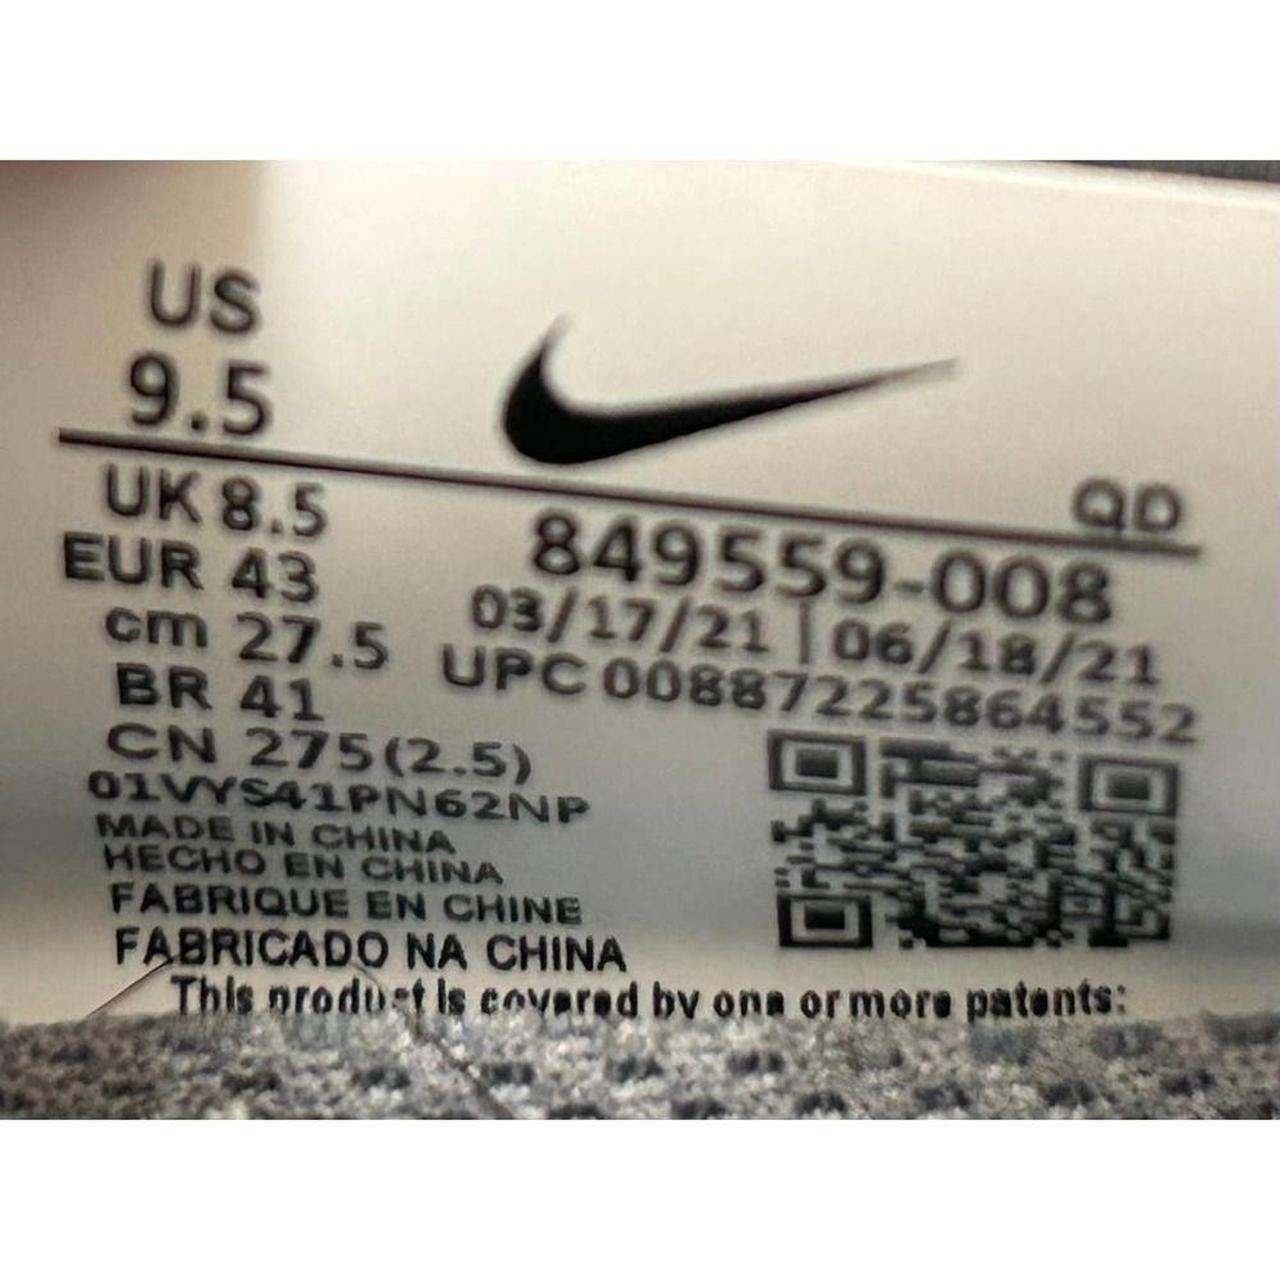 US
9.5
QD
UK 8.5
EUR 43
cm 27.5
BR 41
CN 275(2.5)
849559-008
03/17/21 | 06/18/21
UPC 00887225864552
01VYS41PN62NP
MADE IN CHINA
HECHO EN CHINA
FABRIQUE EN CHINE
FABRICADO NA CHINA
This product is covered by one or more patents: